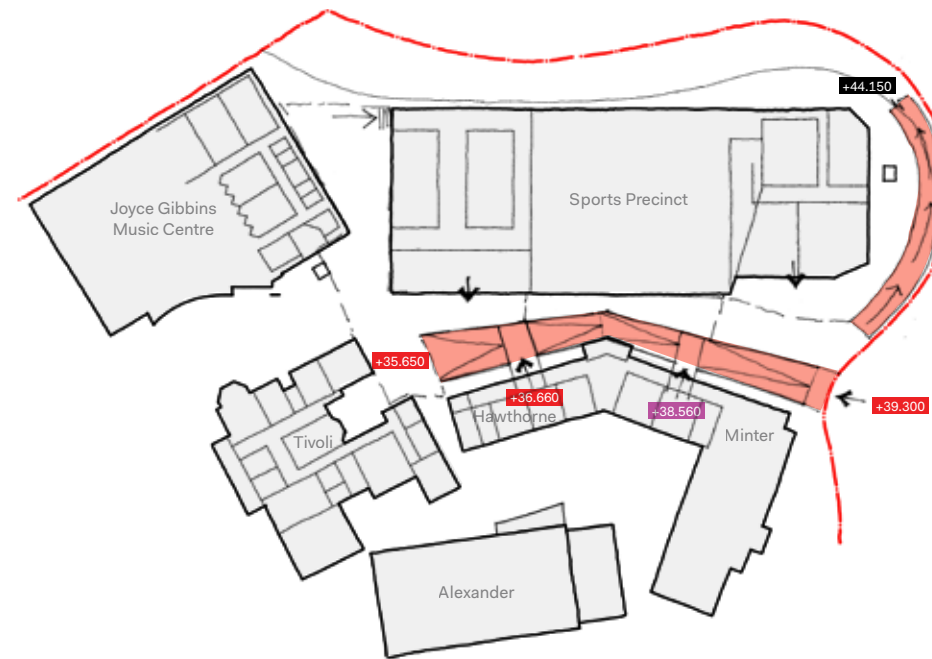 +44.150
Sports Precinct
Joyce Gibbins
Music Centre
+35.650
+36.660
+38.560
+39.300
Hawthorne
Tivoli
Minter
Alexander